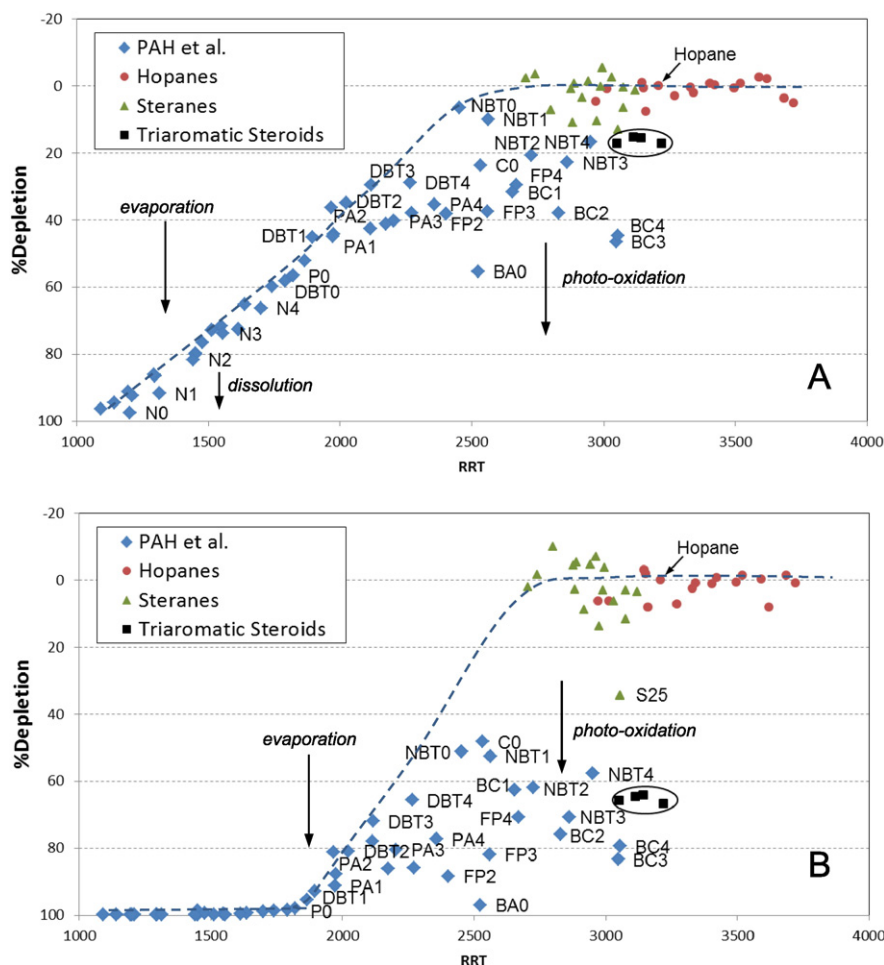 -20
0
20
40
60
80
100
%Depletion
PAH et al.
Hopanes
Steranes
Triaromatic Steroids
Hopane
NBT0
NBT1
NBT2
NBT4
NBT3
C0
FP4
BC1
DBT3
DBT4
DBT2
PA4
PA2
PA3
FP2
FP3
BC2
DBT1
PA1
BC4
BC3
BA0
P0
DBT0
N4
N3
N2
N1
N0
evaporation
dissolution
photo-oxidation
A
1000
1500
2000
2500
3000
3500
4000
RRT
-20
0
20
40
60
80
100
%Depletion
PAH et al.
Hopanes
Steranes
Triaromatic Steroids
Hopane
S25
evaporation
photo-oxidation
NBT0
C0
NBT1
NBT4
BC1
NBT2
DBT4
FP4
NBT3
DBT3
BC2
PA4
DBT2
PA3
BC4
FP3
BC3
PA2
FP2
PA1
DBT1
BA0
P0
B
1000
1500
2000
2500
3000
3500
4000
RRT